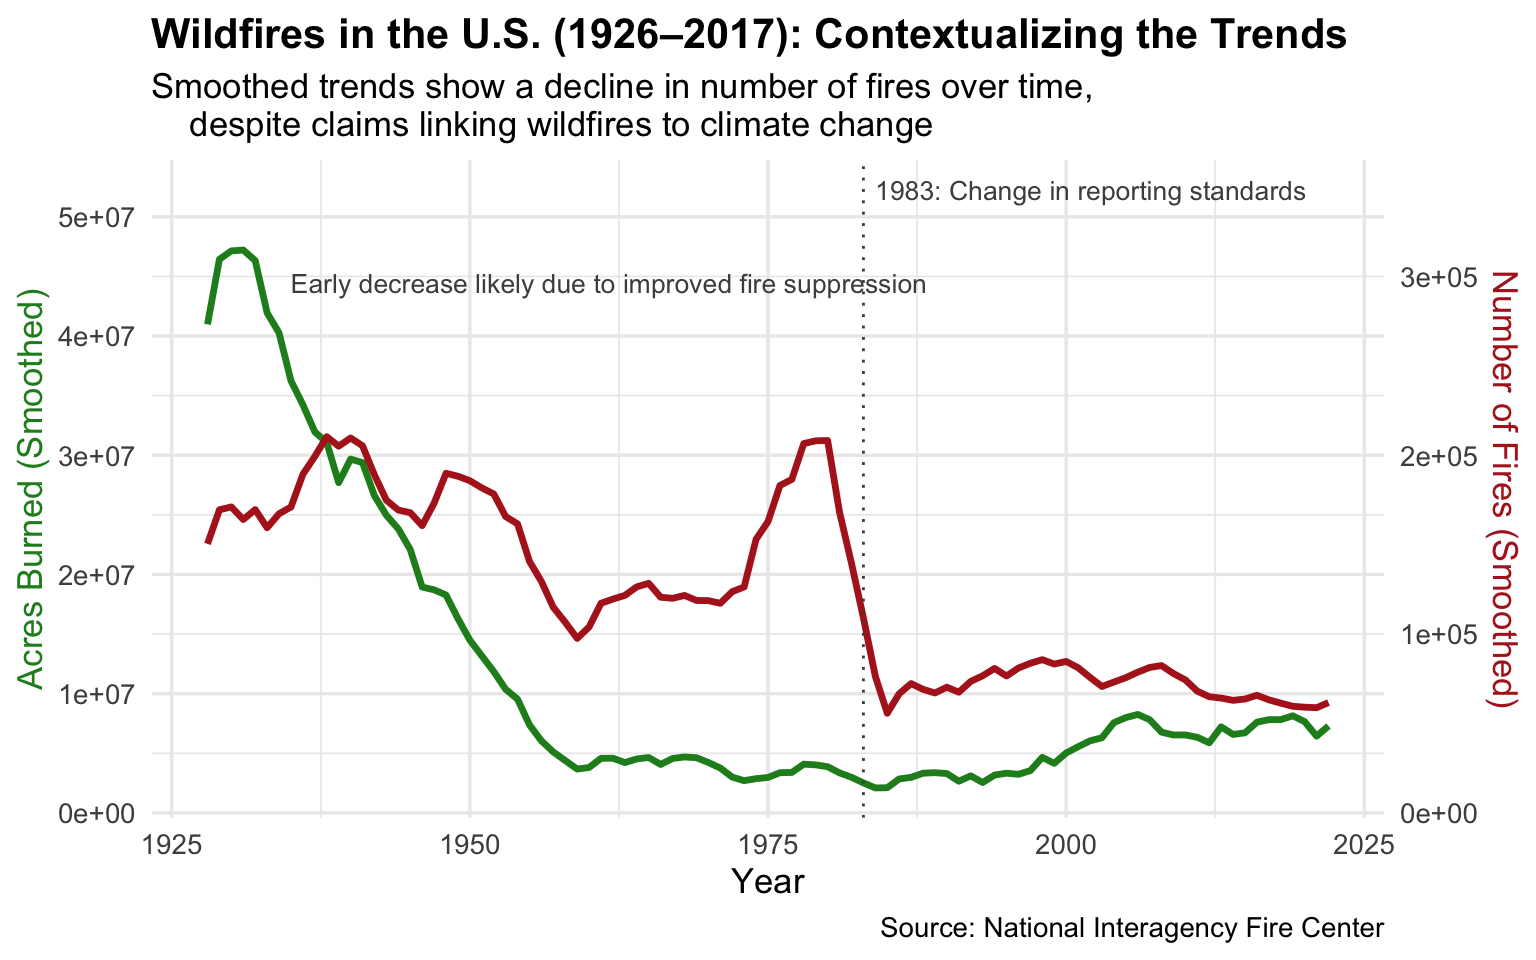 Wildfires in the U.S. (1926–2017): Contextualizing the Trends
Smoothed trends show a decline in number of fires over time,
despite claims linking wildfires to climate change
1983: Change in reporting standards
Early decrease likely due to improved fire suppression
Acres Burned (Smoothed)
5e+07
4e+07
3e+07
2e+07
1e+07
0e+00
3e+05
2e+05
1e+05
0e+00
Number of Fires (Smoothed)
1925
1950
1975
2000
2025
Year
Source: National Interagency Fire Center